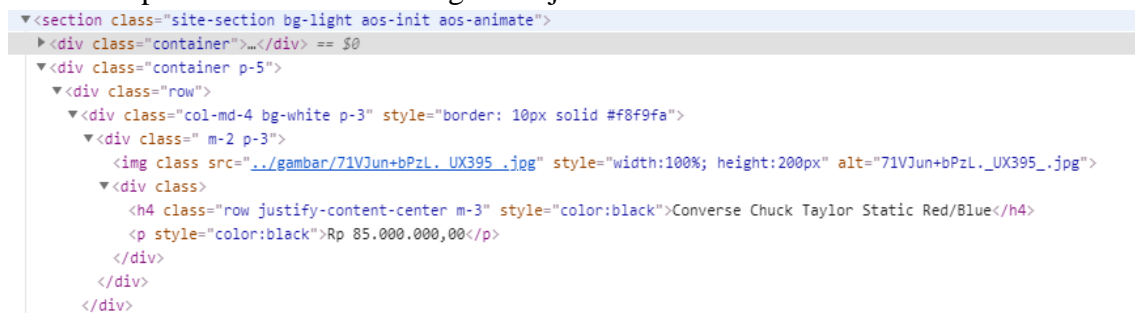 ▼<section class="site-section bg-light aos-init aos-animate">
▶<div class="container">…</div> == $0
▼<div class="container p-5">
▼<div class="row">
▼<div class="col-md-4 bg-white p-3" style="border: 10px solid #f8f9fa">
▼<div class=" m-2 p-3">
<img class src="../gambar/71VJun+bPzL._UX395_.jpg" style="width:100%; height:200px" alt="71VJun+bPzL._UX395_.jpg">
▼<div class>
<h4 class="row justify-content-center m-3" style="color:black">Converse Chuck Taylor Static Red/Blue</h4>
<p style="color:black">Rp 85.000.000,00</p>
</div>
</div>
</div>